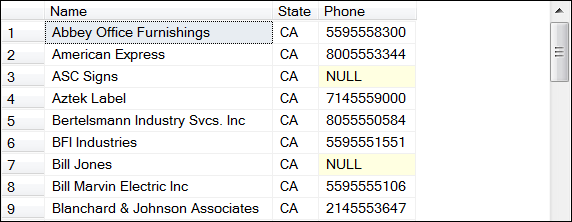 Name State Phone
1 Abbey Office Furnishings CA 5595558300
2 American Express CA 8005553344
3 ASC Signs CA NULL
4 Aztek Label CA 7145559000
5 Bertelsmann Industry Svcs. Inc CA 8055550584
6 BFI Industries CA 5595551551
7 Bill Jones CA NULL
8 Bill Marvin Electric Inc CA 5595555106
9 Blanchard & Johnson Associates CA 2145553647